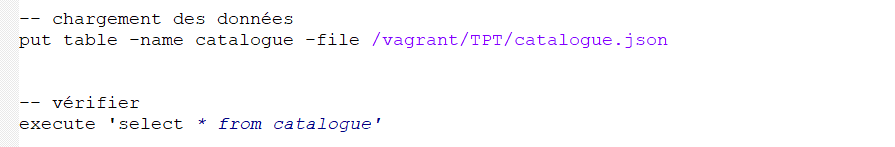 -- chargement des données
put table -name catalogue -file /vagrant/TPT/catalogue.json
-- vérifier
execute 'select * from catalogue'